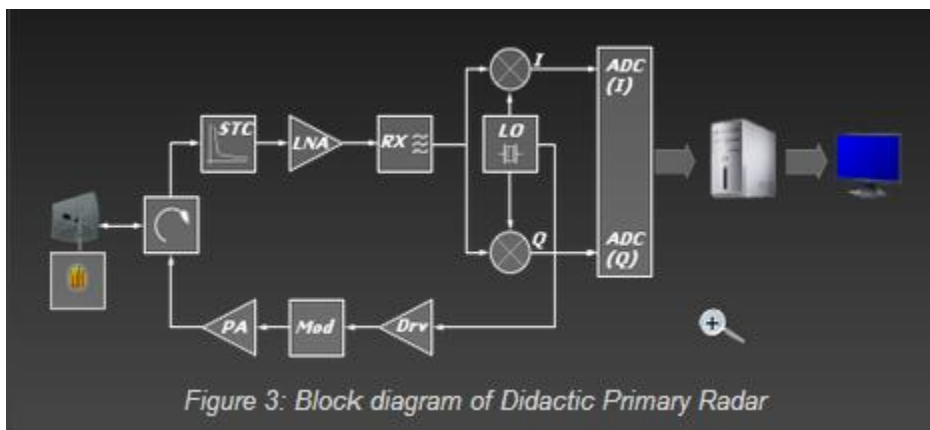 I
ADC
(I)
STC
LNA
RX
LO
Q
ADC
(Q)
PA
Mod
Drv
Figure 3: Block diagram of Didactic Primary Radar